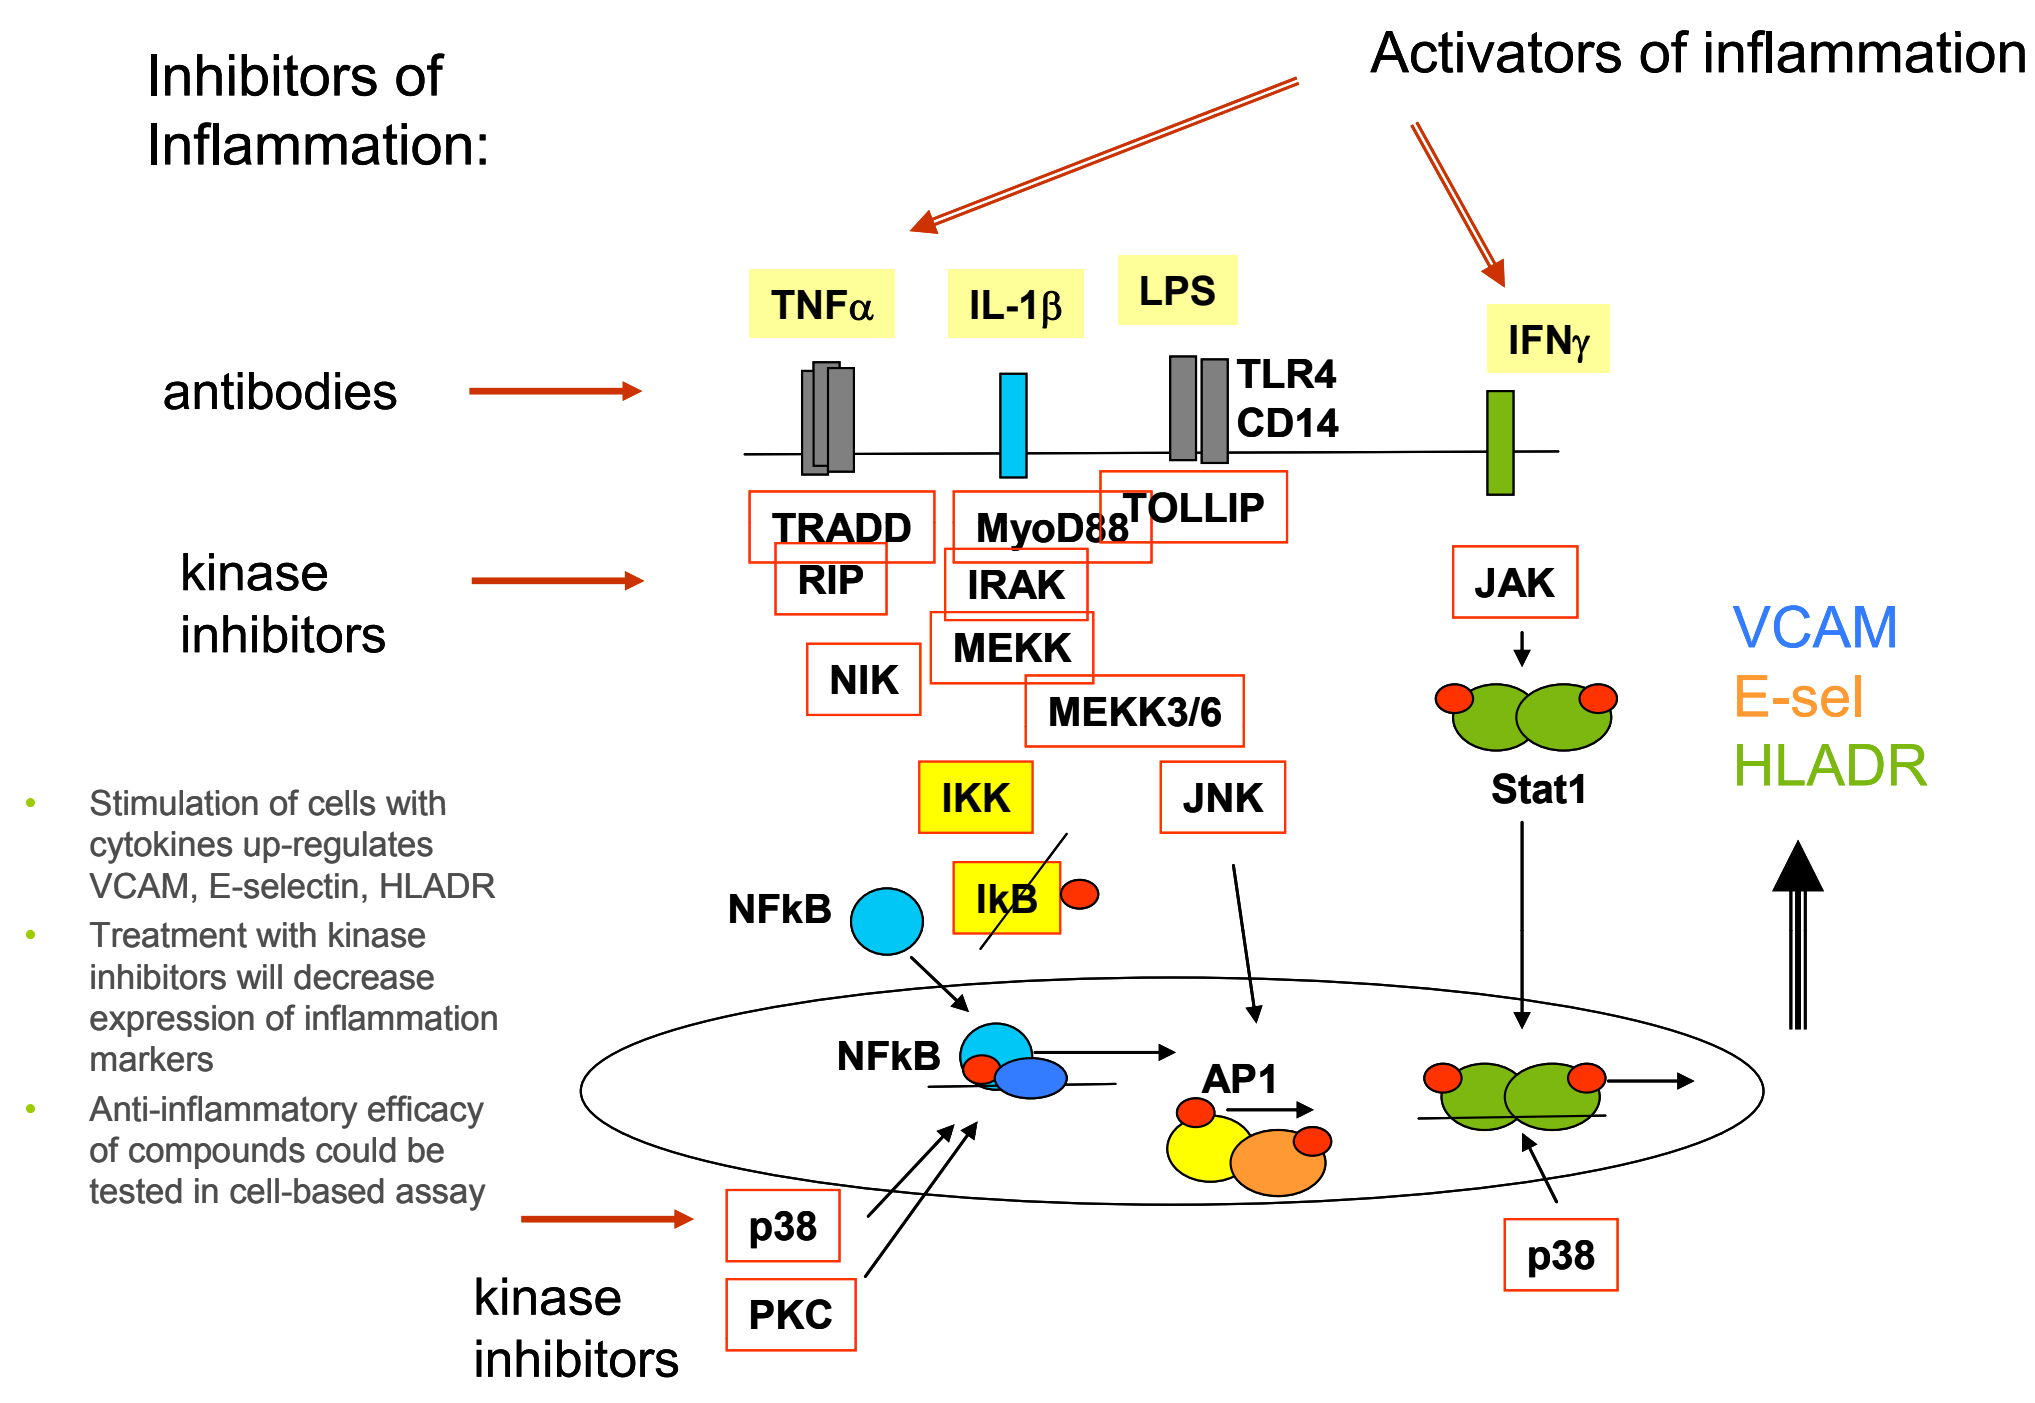 Inhibitors of
Inflammation:
Activators of inflammation
TNFα
IL-1β
LPS
IFNγ
antibodies
TLR4
CD14
TRADD
MyoD88
TOLLIP
kinase
inhibitors
RIP
IRAK
JAK
MEKK
NIK
MEKK3/6
VCAM
E-sel
HLADR
IKK
JNK
Stat1
• Stimulation of cells with
cytokines up-regulates
VCAM, E-selectin, HLADR
• Treatment with kinase
inhibitors will decrease
expression of inflammation
markers
• Anti-inflammatory efficacy
of compounds could be
tested in cell-based assay
NFkB
IkB
NFkB
AP1
p38
PKC
p38
kinase
inhibitors